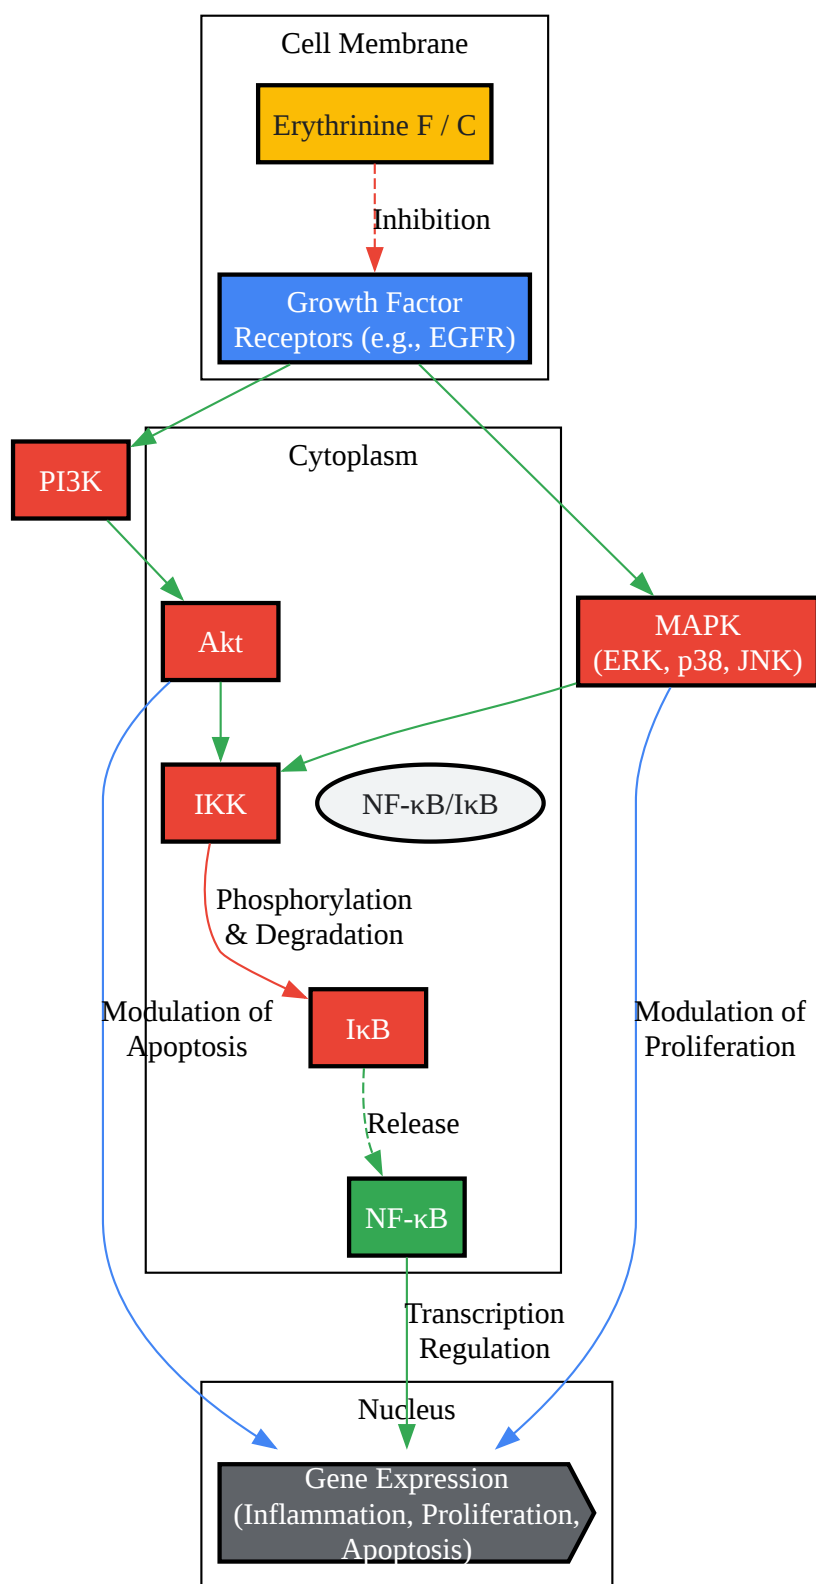 Cell Membrane
Erythrinine F / C
Inhibition
Growth Factor
Receptors (e.g., EGFR)
Cytoplasm
PI3K
Akt
MAPK
(ERK, p38, JNK)
IKK
NF-κB/IκB
Phosphorylation
& Degradation
Modulation of
Apoptosis
IκB
Modulation of
Proliferation
Release
NF-κB
Transcription
Regulation
Nucleus
Gene Expression
(Inflammation, Proliferation,
Apoptosis)